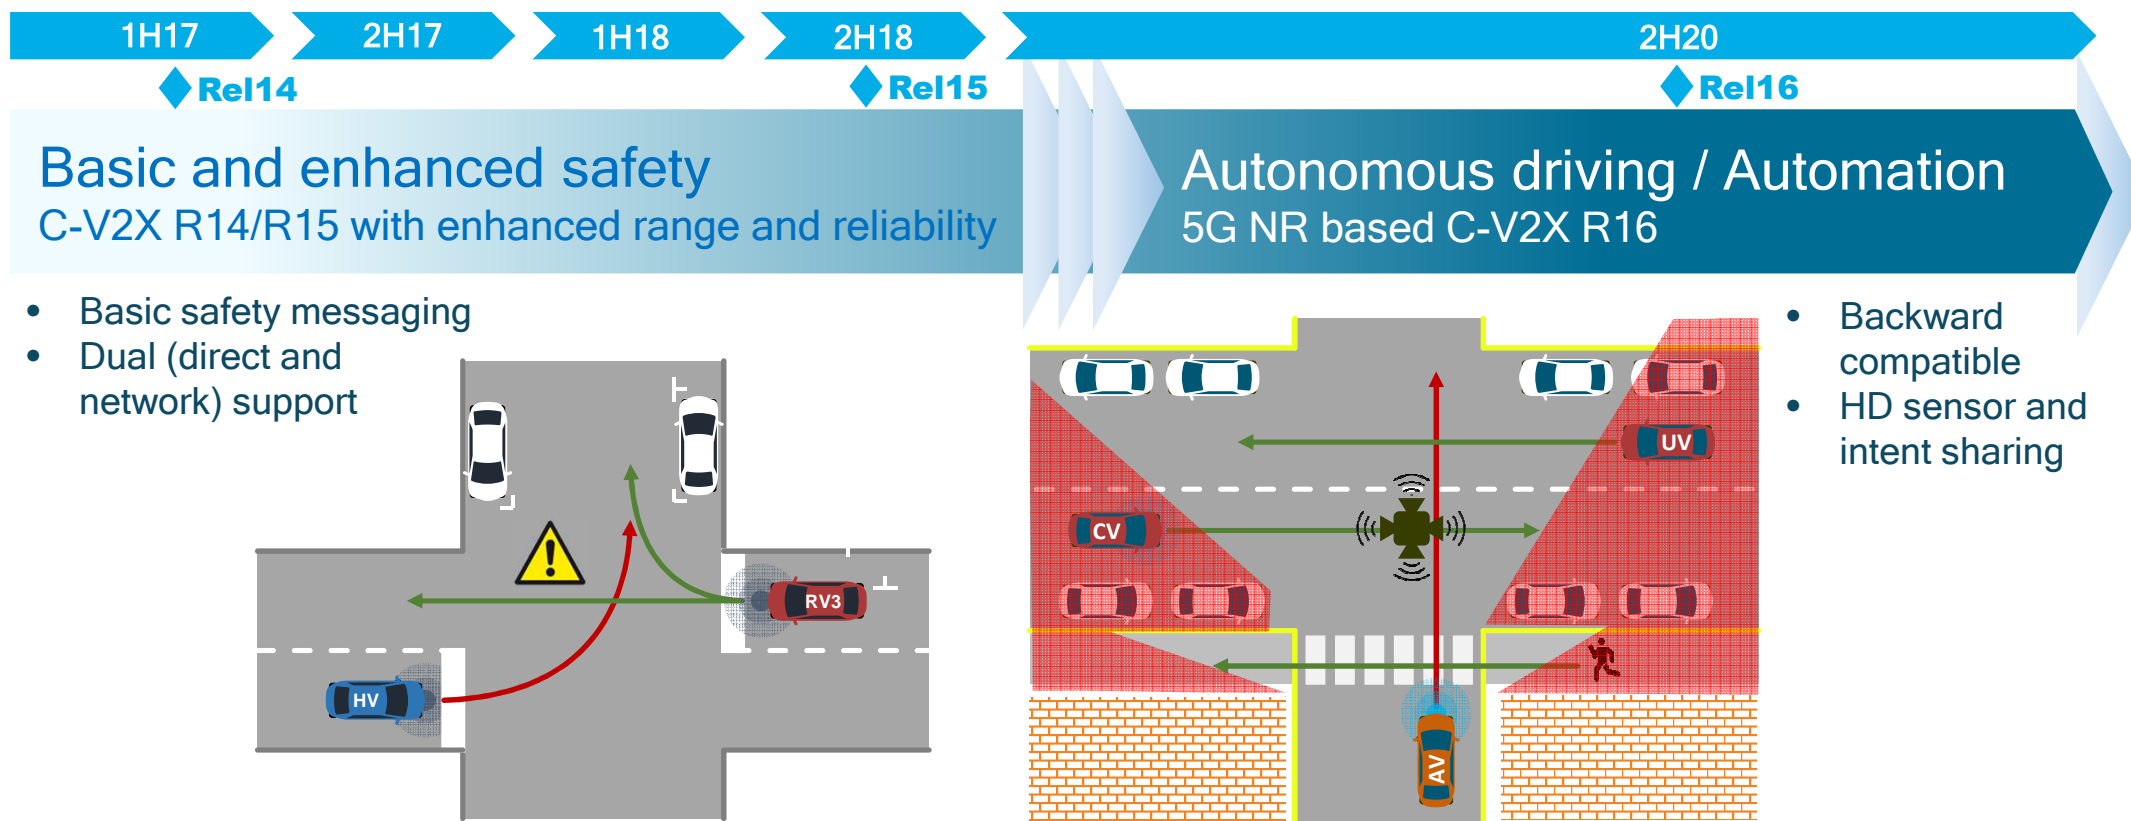 1H17
2H17
1H18
2H18
2H20
Rel14
Rel15
Rel16
Basic and enhanced safety
C-V2X R14/R15 with enhanced range and reliability
Autonomous driving / Automation
5G NR based C-V2X R16
• Basic safety messaging
• Dual (direct and
network) support
• Backward
compatible
• HD sensor and
intent sharing
RV3
HV
UV
CV
AV